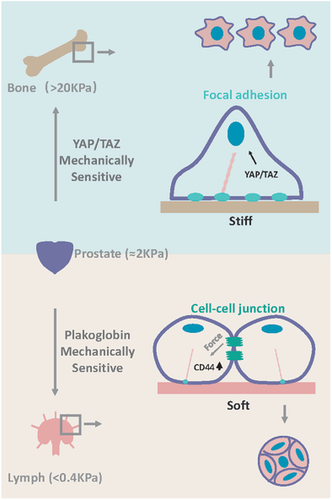 Bone (>20KPa)
Focal adhesion
YAP/TAZ
Mechanically
Sensitive
YAP/TAZ
Stiff
Prostate (≈2KPa)
Cell-cell junction
Plakoglobin
Mechanically
Sensitive
Force
CD44
Soft
Lymph (<0.4KPa)